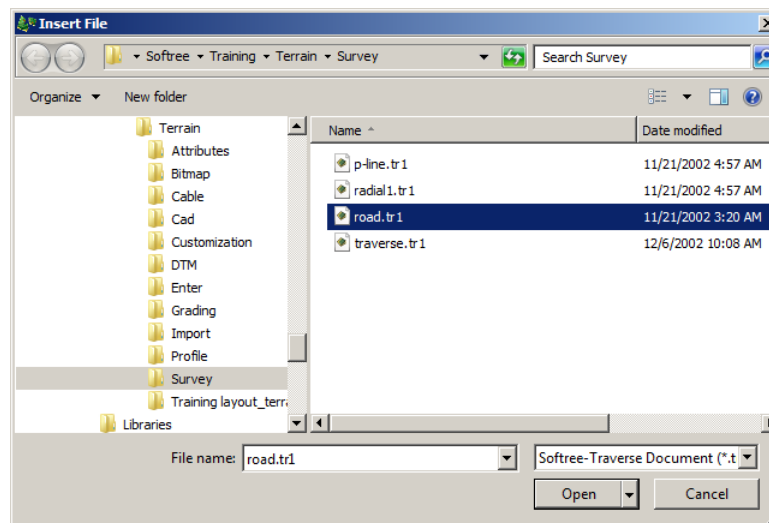 Insert File
Softree Training Terrain Survey
Search Survey
Organize New folder
Terrain
Attributes
Bitmap
Cable
Cad
Customization
DTM
Enter
Grading
Import
Profile
Survey
Training layout_terra
Libraries
Name Date modified
p-line.tr1 11/21/2002 4:57 AM
radial1.tr1 11/21/2002 4:57 AM
road.tr1 11/21/2002 3:20 AM
traverse.tr1 12/6/2002 10:08 AM
File name: road.tr1 Softree-Traverse Document (*.t
Open Cancel